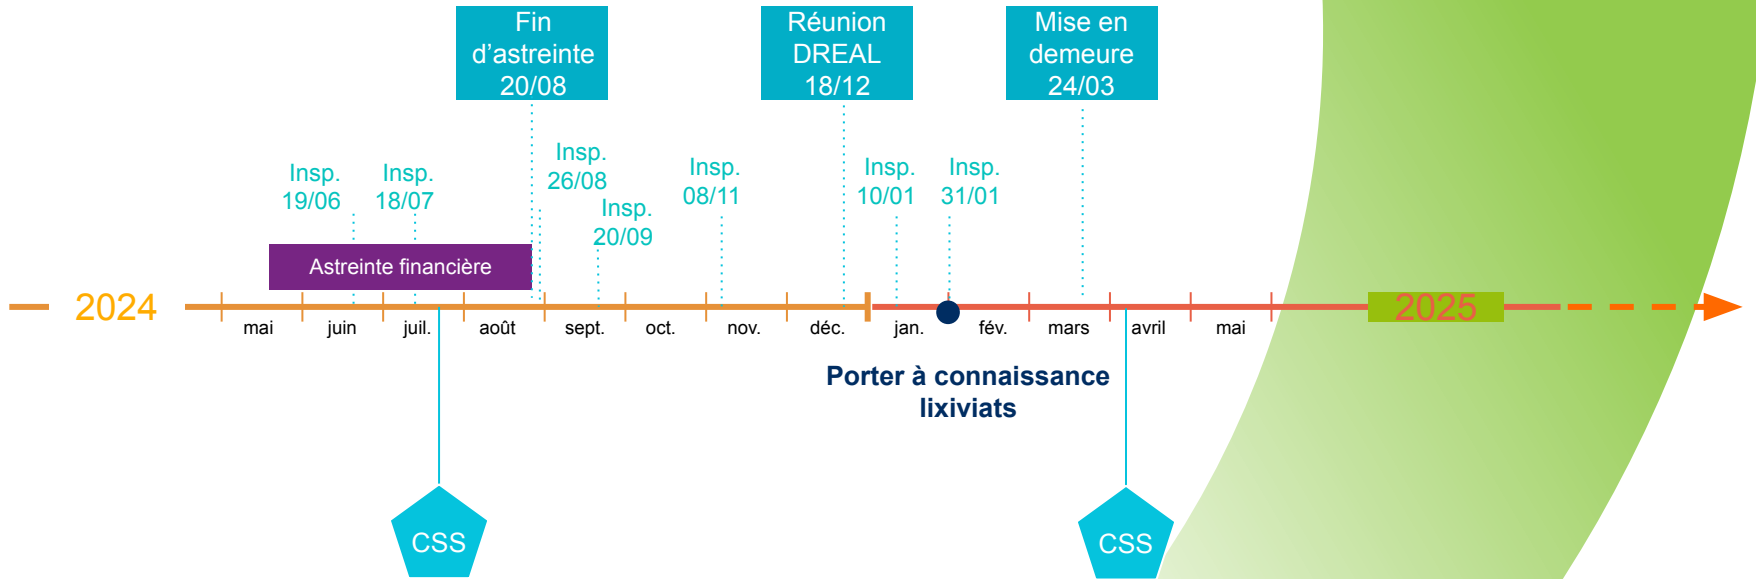 Fin
d’astreinte
20/08
Réunion
DREAL
18/12
Mise en
demeure
24/03
Insp.
19/06
Insp.
18/07
Insp.
26/08
Insp.
20/09
Insp.
08/11
Insp.
10/01
Insp.
31/01
Astreinte financière
2024
2025
mai
juin
juil.
août
sept.
oct.
nov.
déc.
jan.
fév.
mars
avril
mai
Porter à connaissance
lixiviats
CSS
CSS